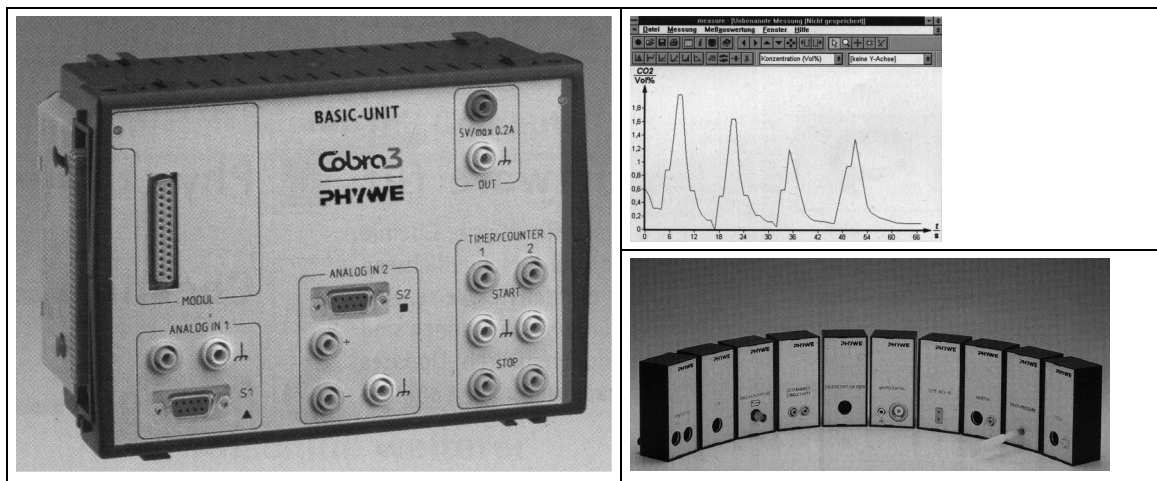 BASIC-UNIT
Cobra3
PHYWE
5V/max 0.2A
OUT
MODUL
ANALOG IN 1
S1
ANALOG IN 2
S2
+
−
TIMER/COUNTER
1 2
START
STOP
measure - [Unbenannte Messung [Nicht gespeichert]]
Datei Messung Meßauswertung Fenster Hilfe
Konzentration (Vol%) [keine Y-Achse]
CO2
Vol%
1,8
1,6
1,4
1,2
1
0,8
0,6
0,4
0,2
0
0 6 12 18 24 30 36 42 48 54 60 66
t
s
PHYWE PHYWE PHYWE PHYWE PHYWE PHYWE PHYWE PHYWE PHYWE PHYWE
CONDUCTIVITY